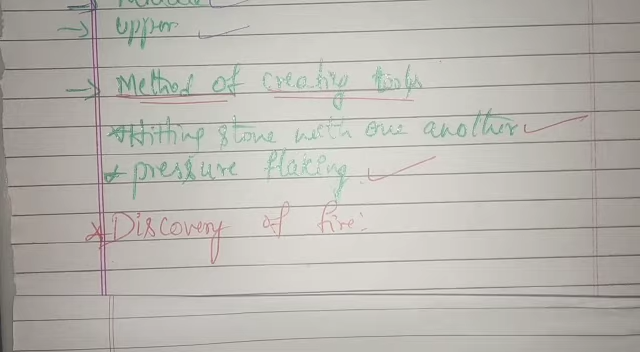 → Upper
→ Method of creating tools
* Hitting stone with one another
* pressure flaking.
* Discovery of fire: